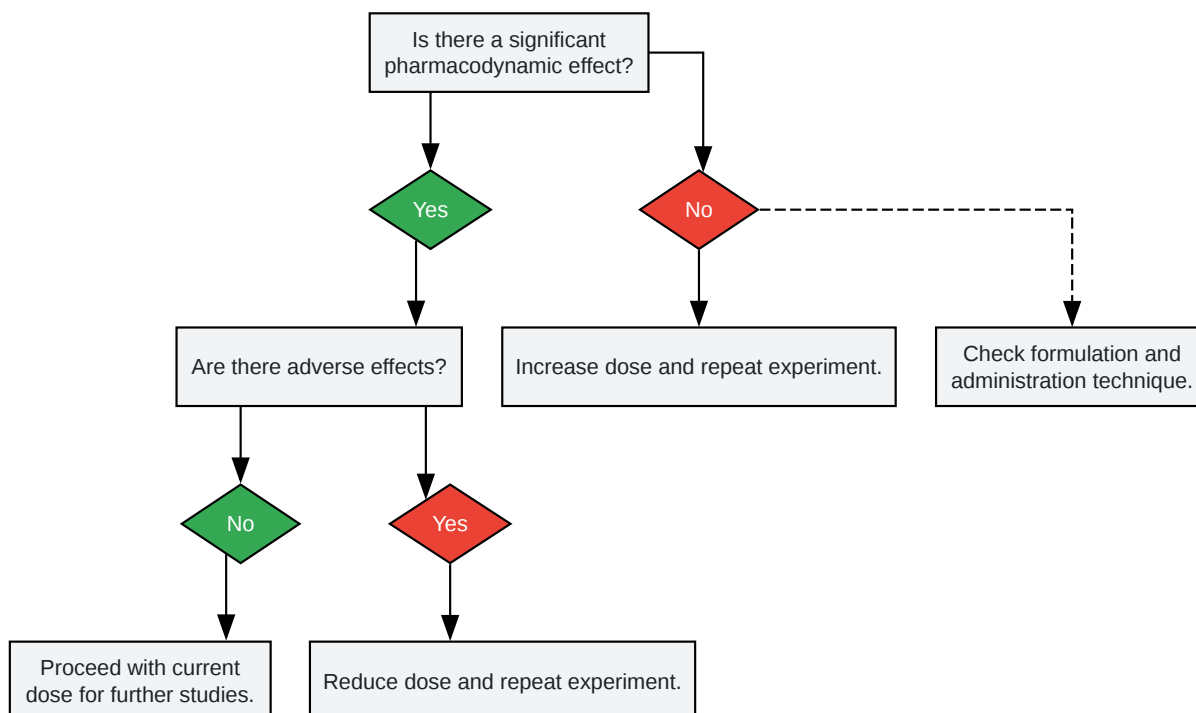 Is there a significant
pharmacodynamic effect?
Yes
No
Are there adverse effects?
Increase dose and repeat experiment.
Check formulation and
administration technique.
No
Yes
Proceed with current
dose for further studies.
Reduce dose and repeat experiment.